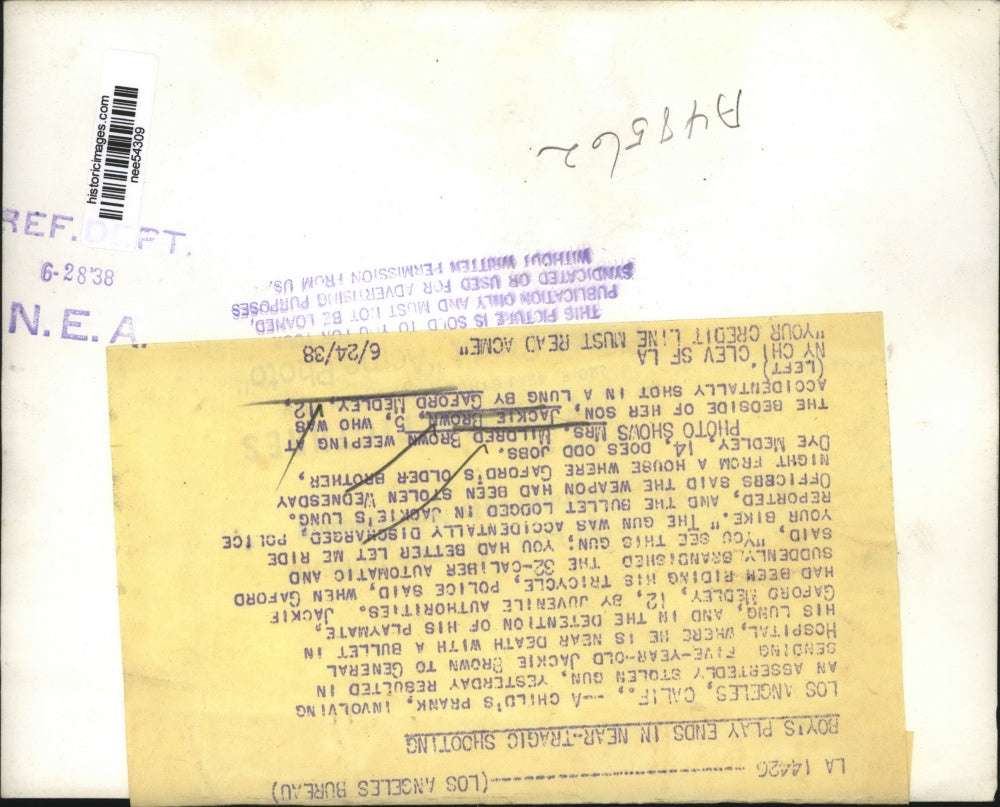 historicimages.com
nee54309
REF. DEPT.
6-28'38
N.E.A.
A48562
LA 14426 (LOS ANGELES BUREAU)
BOY'S PLAY ENDS IN NEAR-TRAGIC SHOOTING
LOS ANGELES, CALIF., -- A CHILD'S PRANK, INVOLVING
AN ASSERTEDLY STOLEN GUN, YESTERDAY RESULTED IN
SENDING FIVE-YEAR-OLD JACKIE BROWN TO GENERAL
HOSPITAL, WHERE HE IS NEAR DEATH WITH A BULLET IN
HIS LUNG, AND IN THE DETENTION OF HIS PLAYMATE,
GAFORD MEDLEY, 12, BY JUVENILE AUTHORITIES. JACKIE
HAD BEEN RIDING HIS TRICYCLE, POLICE SAID, WHEN GAFORD
SUDDENLY BRANDISHED THE 32-CALIBER AUTOMATIC AND
SAID, "YOU SEE THIS GUN; YOU HAD BETTER LET ME RIDE
YOUR BIKE." THE GUN WAS ACCIDENTALLY DISCHARGED, POLICE
REPORTED, AND THE BULLET LODGED IN JACKIE'S LUNG.
OFFICERS SAID THE WEAPON HAD BEEN STOLEN WEDNESDAY
NIGHT FROM A HOUSE WHERE GAFORD'S OLDER BROTHER,
DYE MEDLEY, 14, DOES ODD JOBS.
PHOTO SHOWS MRS. MILDRED BROWN WEEPING AT
THE BEDSIDE OF HER SON, JACKIE BROWN, 5, WHO WAS
ACCIDENTALLY SHOT IN A LUNG BY GAFORD MEDLEY, 12,
(LEFT).
NY CHI CLEV SF LA
"YOUR CREDIT LINE MUST READ ACME" 6/24/38
THIS PICTURE IS SOLD TO YOU FOR
PUBLICATION ONLY AND MUST NOT BE LOANED,
SYNDICATED OR USED FOR ADVERTISING PURPOSES
WITHOUT WRITTEN PERMISSION FROM US.